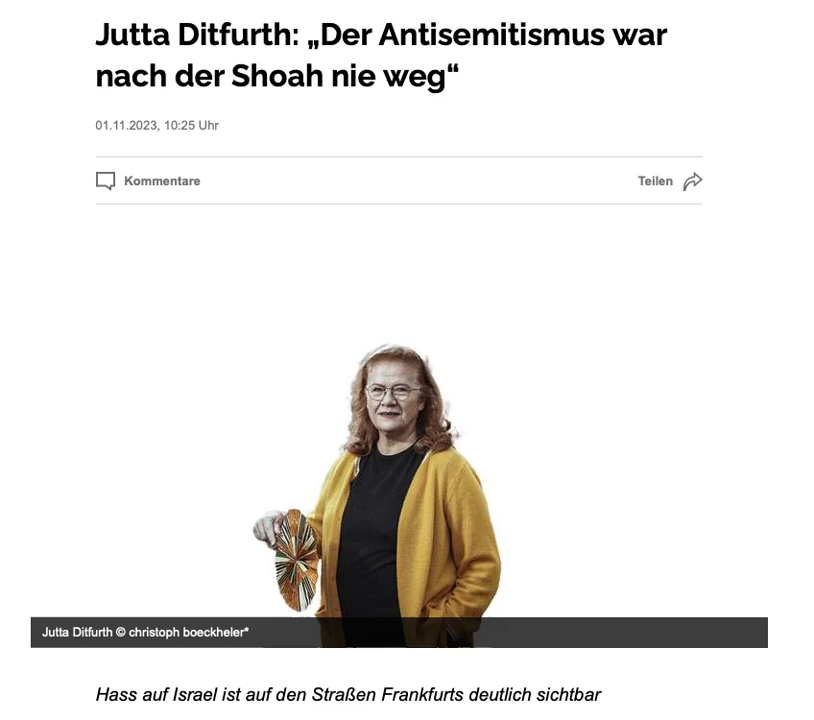 Jutta Ditfurth: „Der Antisemitismus war
nach der Shoah nie weg“
01.11.2023, 10:25 Uhr
Kommentare
Teilen
Jutta Ditfurth © christoph boeckheler*
Hass auf Israel ist auf den Straßen Frankfurts deutlich sichtbar